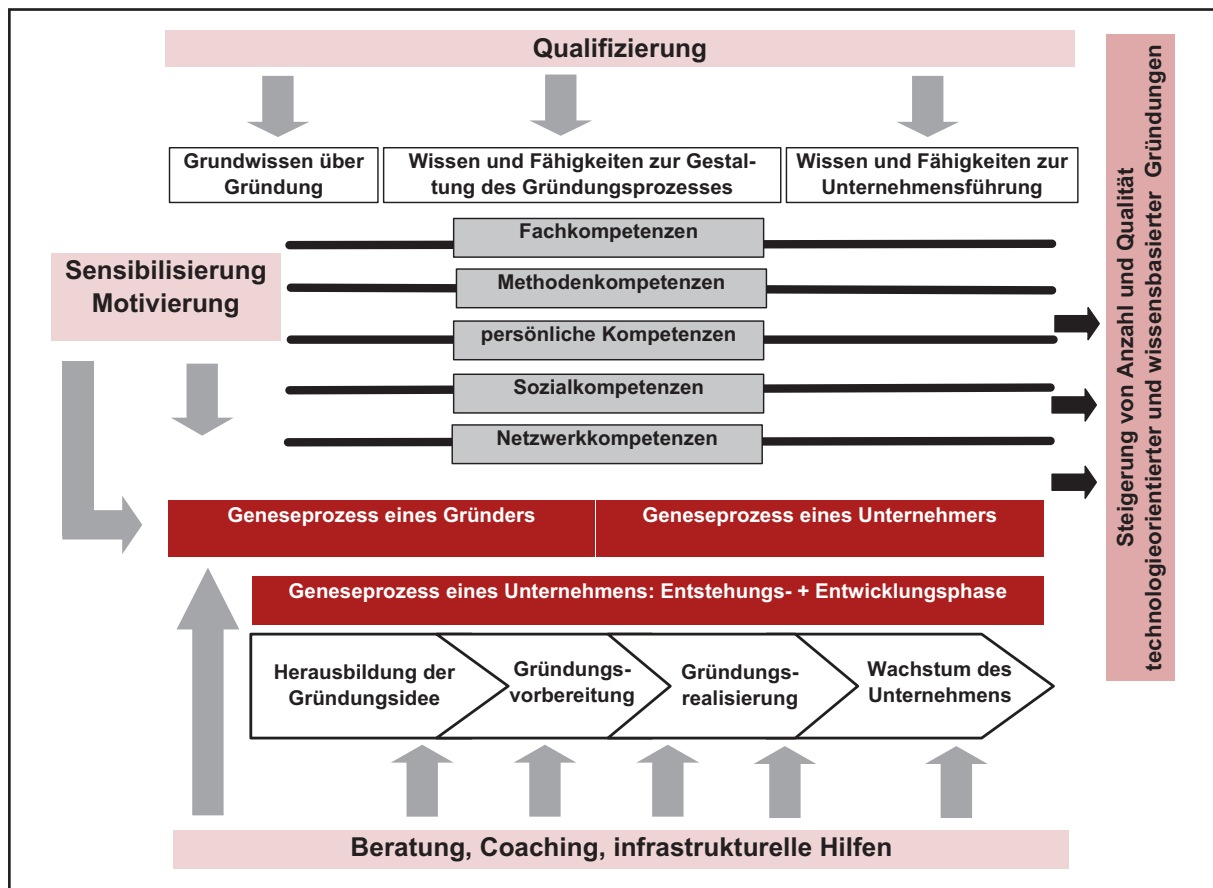 Qualifizierung
Grundwissen über
Gründung
Wissen und Fähigkeiten zur Gestal-
tung des Gründungsprozesses
Wissen und Fähigkeiten zur
Unternehmensführung
Fachkompetenzen
Sensibilisierung
Motivierung
Methodenkompetenzen
persönliche Kompetenzen
Sozialkompetenzen
Netzwerkkompetenzen
Geneseprozess eines Gründers
Geneseprozess eines Unternehmers
Geneseprozess eines Unternehmens: Entstehungs- + Entwicklungsphase
Herausbildung der
Gründungsidee
Gründungs-
vorbereitung
Gründungs-
realisierung
Wachstum des
Unternehmens
Beratung, Coaching, infrastrukturelle Hilfen
Steigerung von Anzahl und Qualität
technologieorientierter und wissensbasierter Gründungen